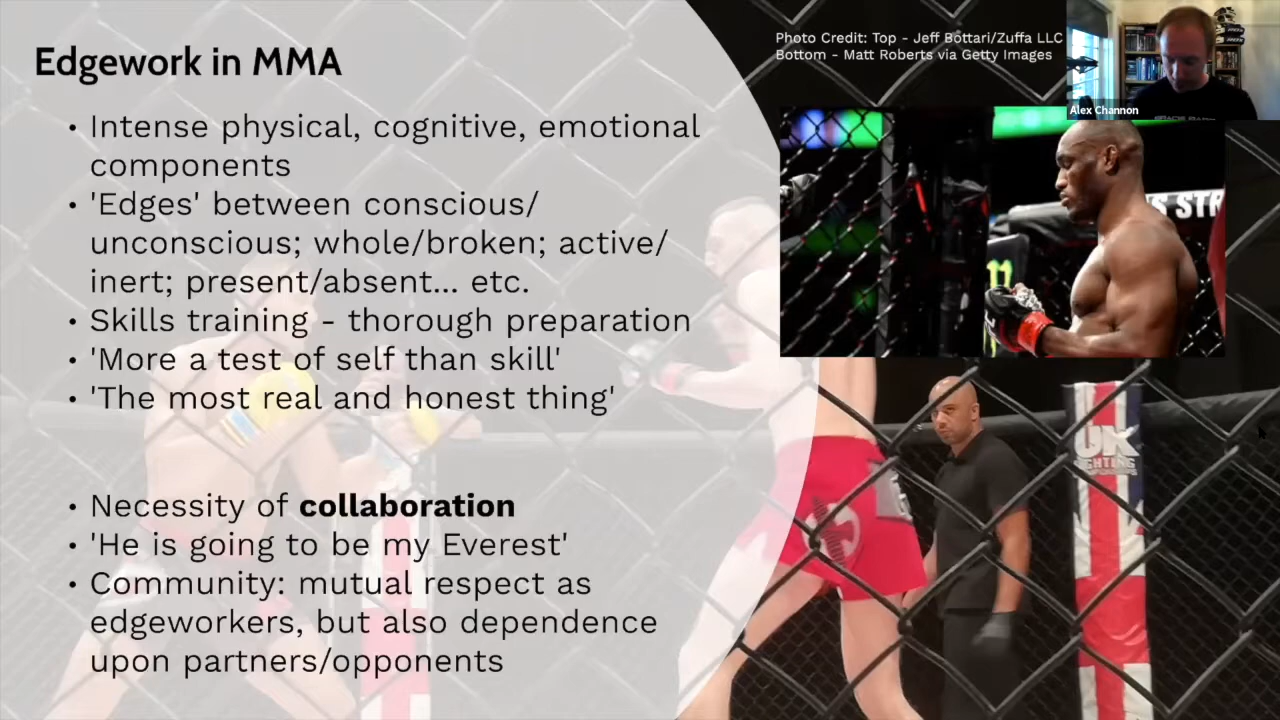 Edgework in MMA
• Intense physical, cognitive, emotional
components
• 'Edges' between conscious/
unconscious; whole/broken; active/
inert; present/absent... etc.
• Skills training - thorough preparation
• 'More a test of self than skill'
• 'The most real and honest thing'
• Necessity of collaboration
• 'He is going to be my Everest'
• Community: mutual respect as
edgeworkers, but also dependence
upon partners/opponents
Photo Credit: Top - Jeff Bottari/Zuffa LLC
Bottom - Matt Roberts via Getty Images
Alex Channon
STR
11
UK